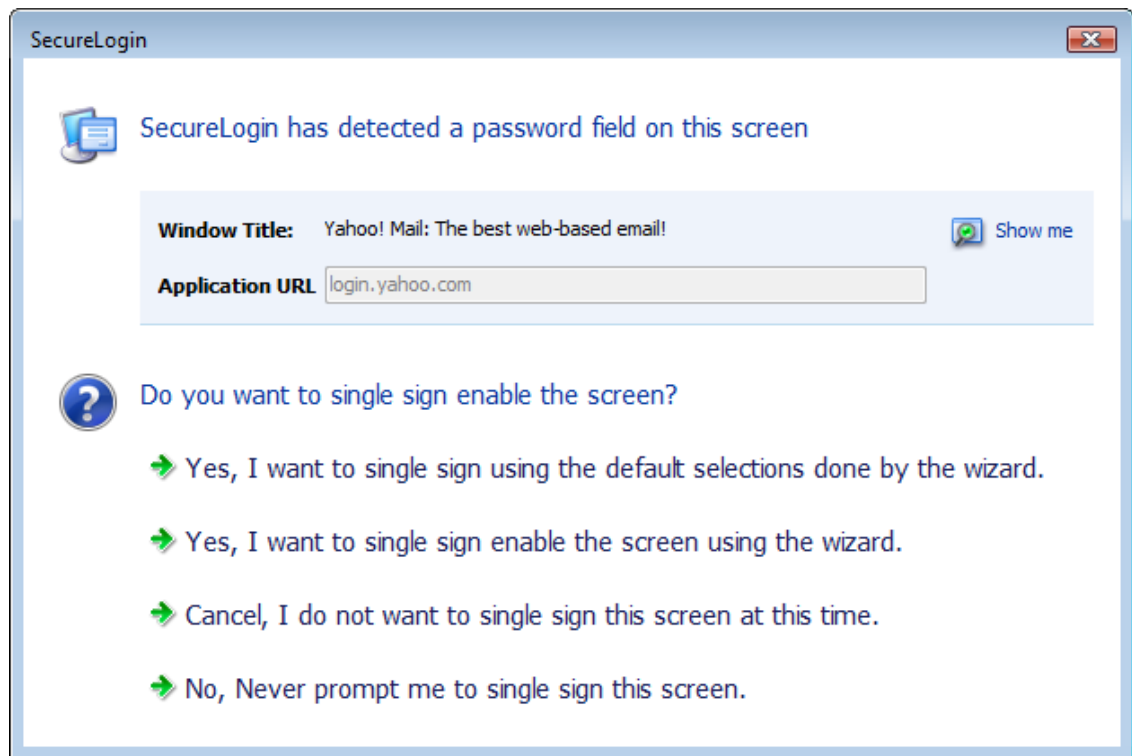 SecureLogin
SecureLogin has detected a password field on this screen
Window Title: Yahoo! Mail: The best web-based email! Show me
Application URL login.yahoo.com
Do you want to single sign enable the screen?
Yes, I want to single sign using the default selections done by the wizard.
Yes, I want to single sign enable the screen using the wizard.
Cancel, I do not want to single sign this screen at this time.
No, Never prompt me to single sign this screen.